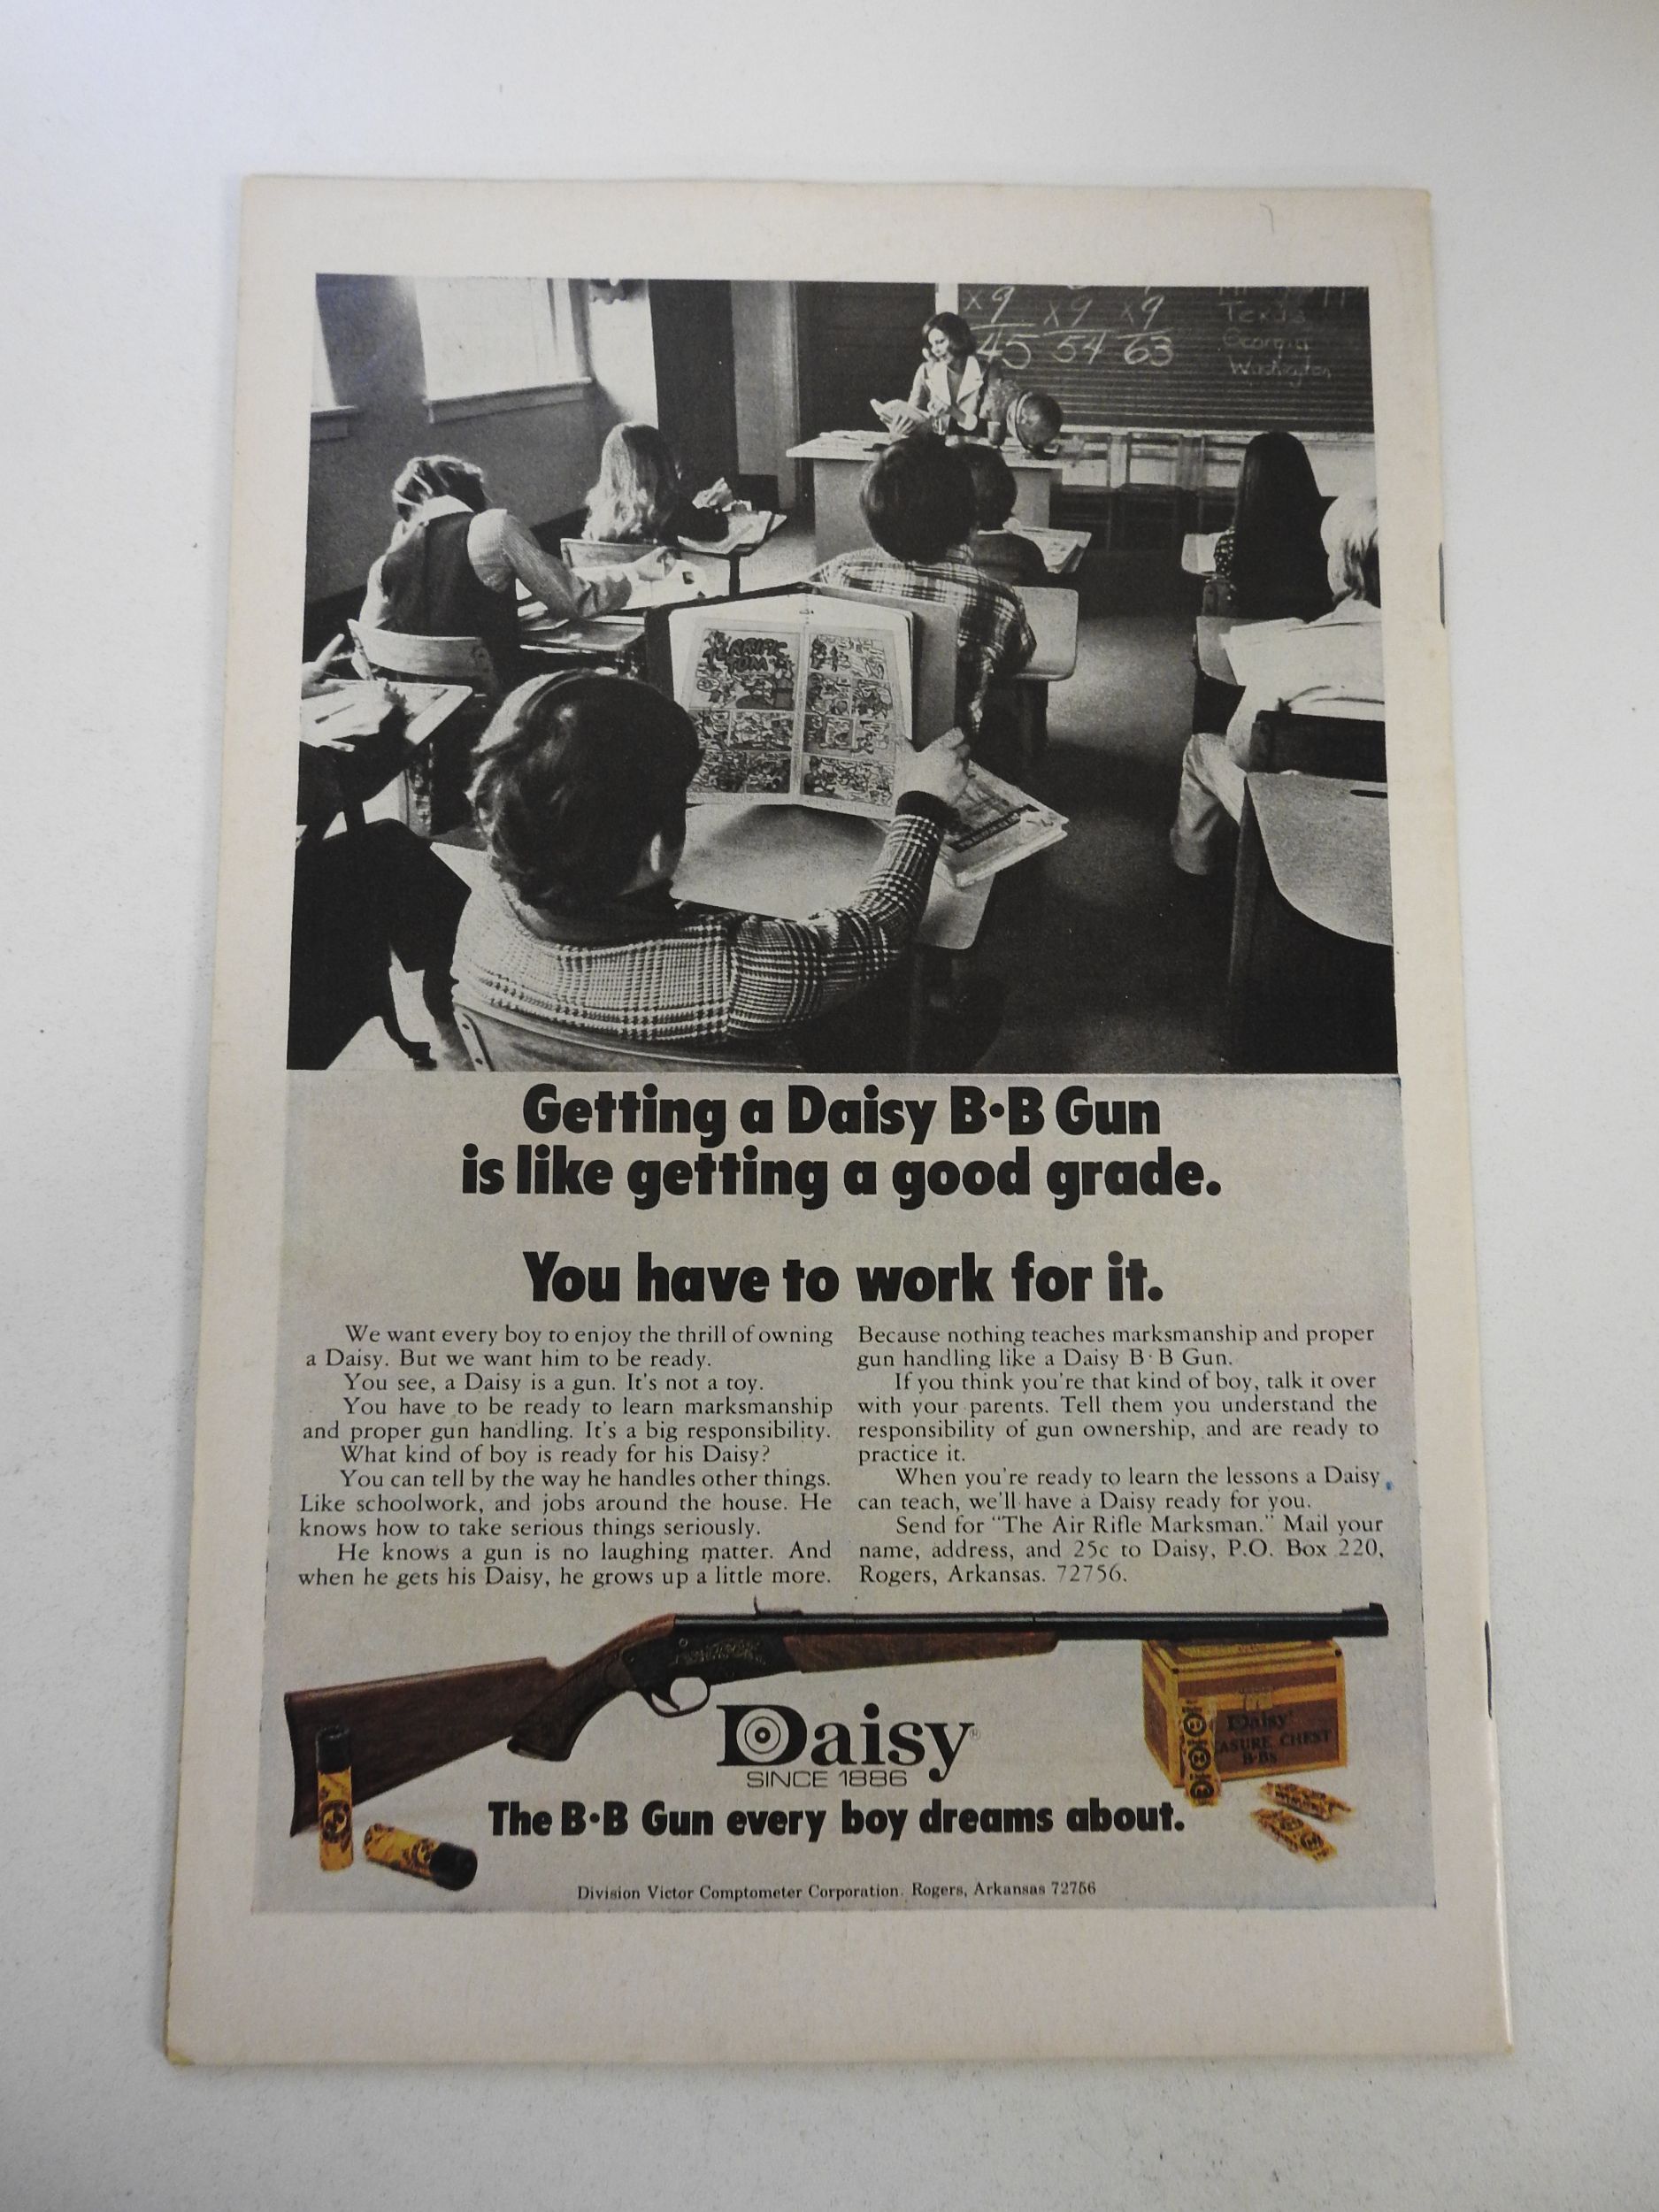 x9 x9 x9
45 54 63
Texas
Georgia
Washington
TERRIFIC
TOM
Getting a Daisy B·B Gun
is like getting a good grade.
You have to work for it.
We want every boy to enjoy the thrill of owning
a Daisy. But we want him to be ready.
You see, a Daisy is a gun. It's not a toy.
You have to be ready to learn marksmanship
and proper gun handling. It's a big responsibility.
What kind of boy is ready for his Daisy?
You can tell by the way he handles other things.
Like schoolwork, and jobs around the house. He
knows how to take serious things seriously.
He knows a gun is no laughing matter. And
when he gets his Daisy, he grows up a little more.
Because nothing teaches marksmanship and proper
gun handling like a Daisy B·B Gun.
If you think you're that kind of boy, talk it over
with your parents. Tell them you understand the
responsibility of gun ownership, and are ready to
practice it.
When you're ready to learn the lessons a Daisy
can teach, we'll have a Daisy ready for you.
Send for "The Air Rifle Marksman." Mail your
name, address, and 25c to Daisy, P.O. Box 220,
Rogers, Arkansas. 72756.
Daisy®
SINCE 1886
Daisy
EASURE CHEST
B·Bs
The B·B Gun every boy dreams about.
Division Victor Comptometer Corporation. Rogers, Arkansas 72756